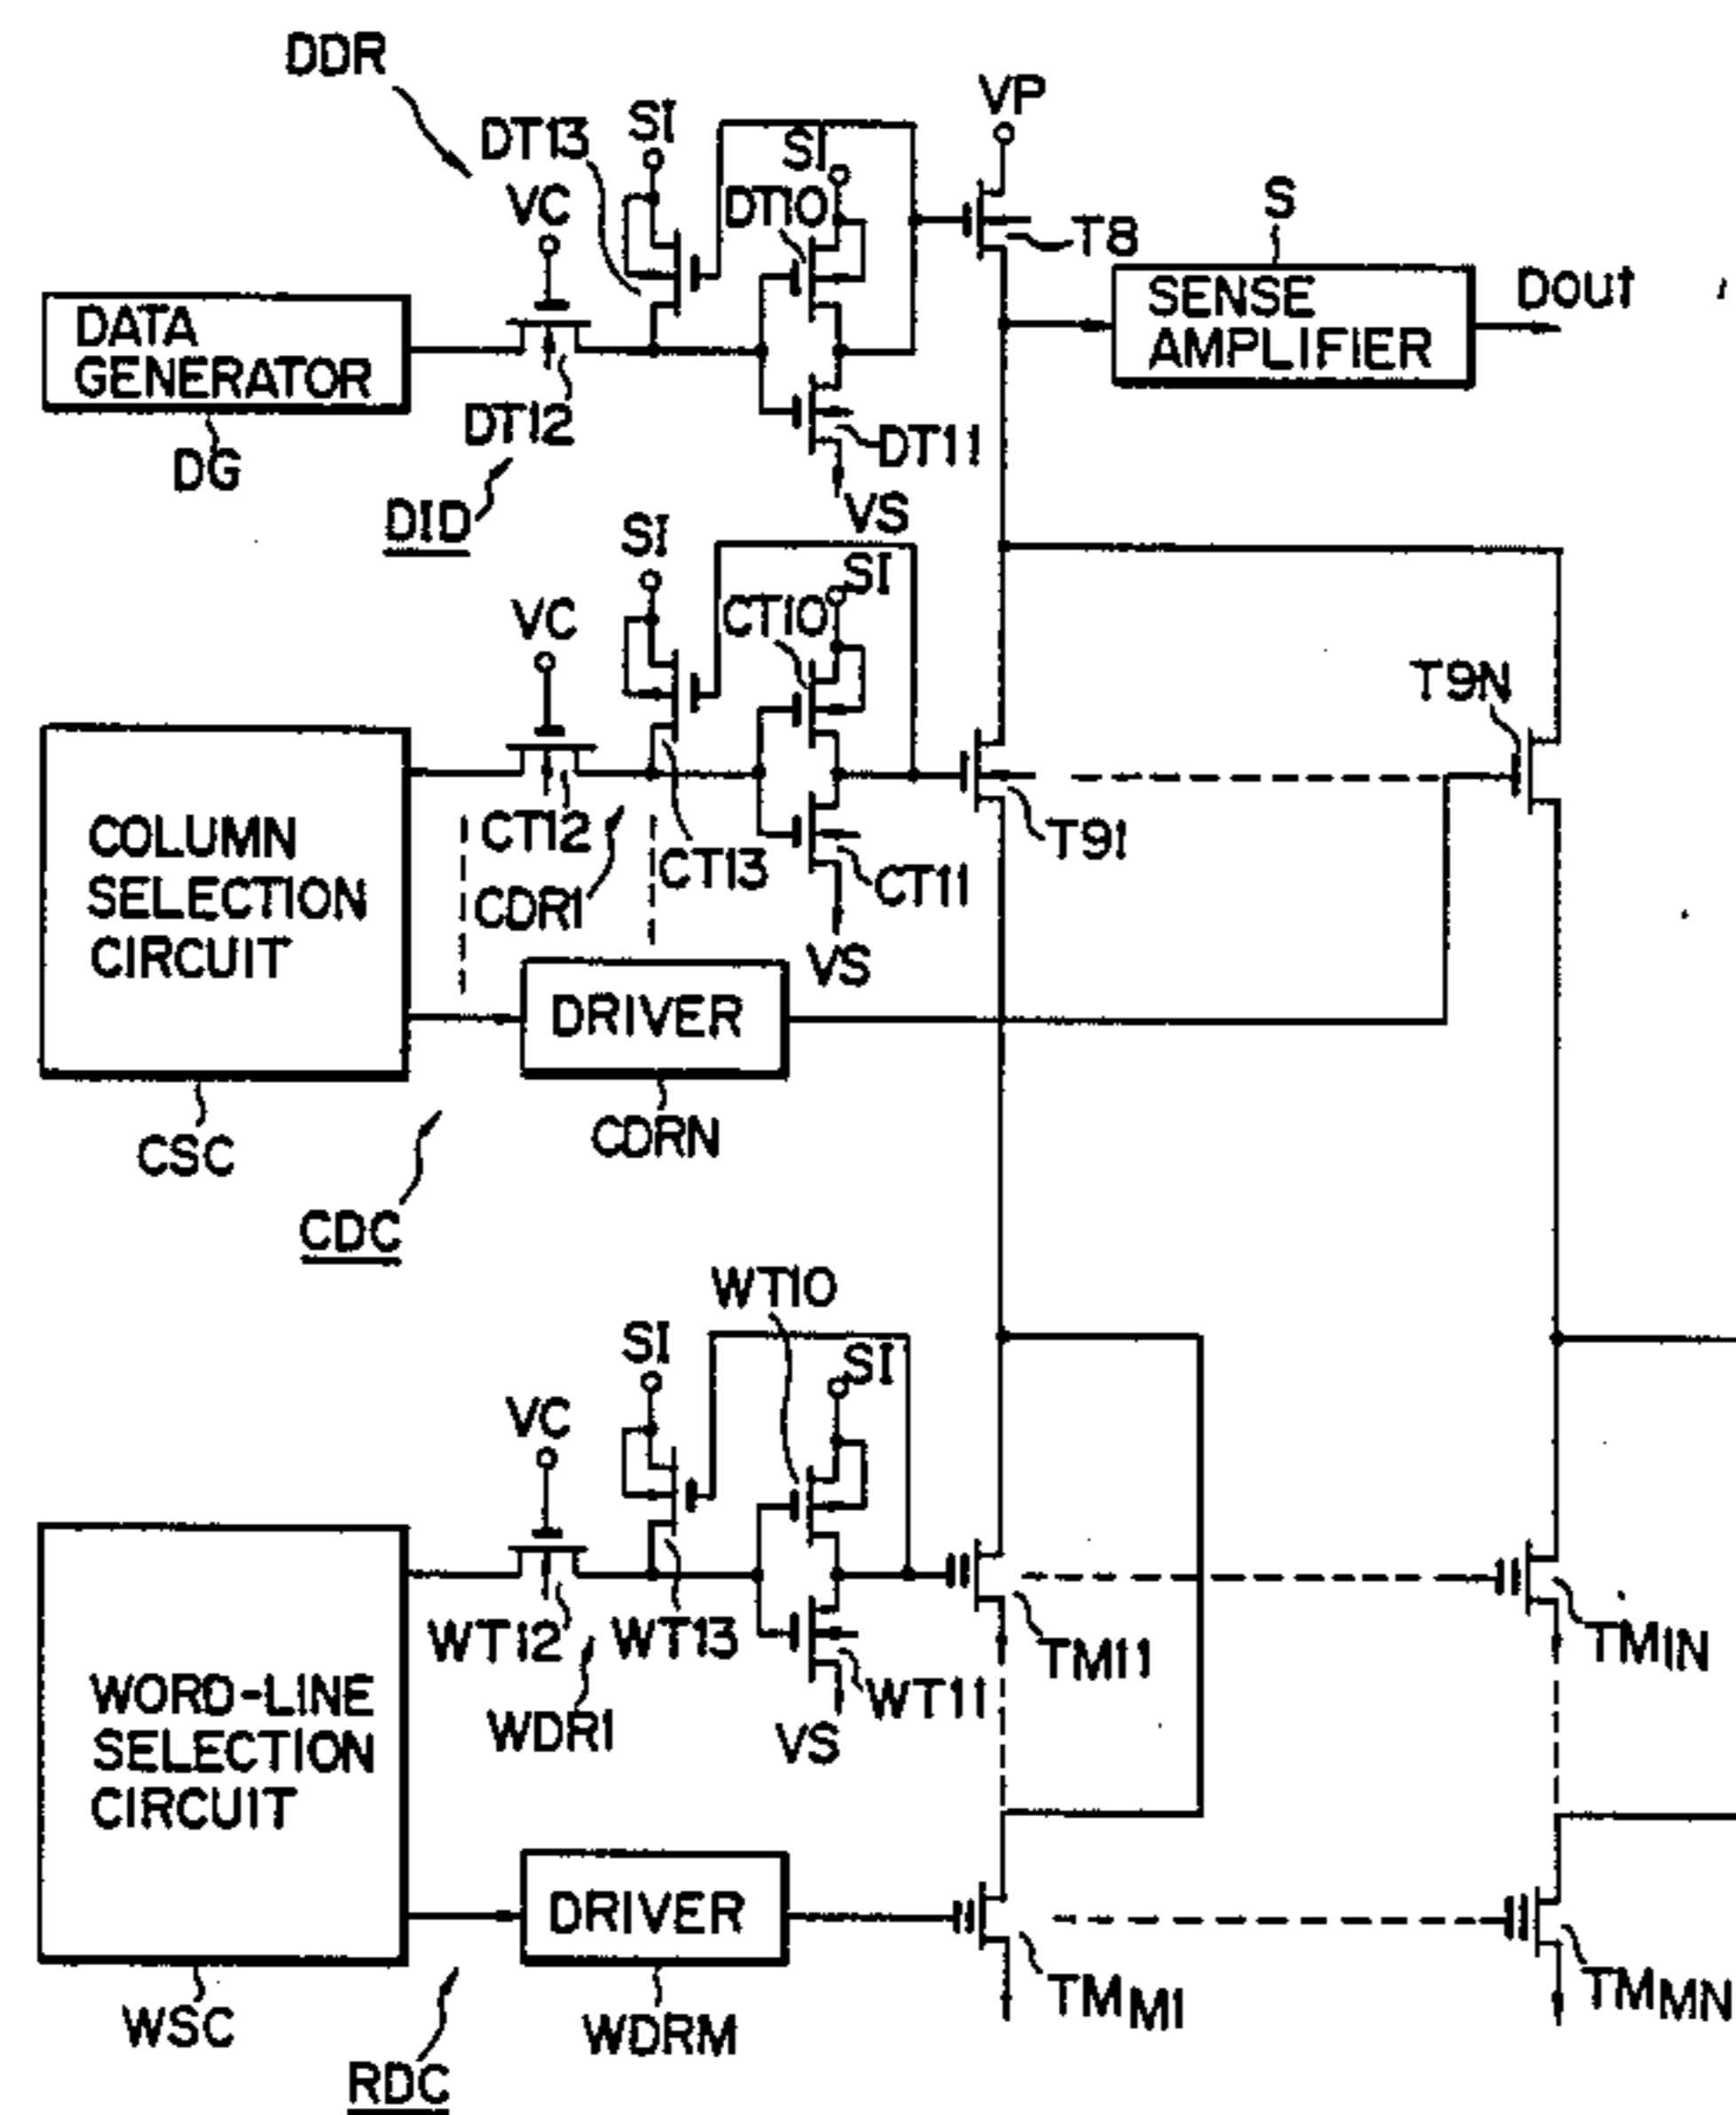 DDR
VP
SI
DT13
SI
VC
DT10
T8
S
DATA
GENERATOR
SENSE
AMPLIFIER
Dout
DT12
DT11
DG
DID
VS
SI
SI
VC
CT10
T9N
COLUMN
SELECTION
CIRCUIT
CT12
CT13
T91
CDR1
CT11
VS
DRIVER
CSC
CDRN
CDC
WT10
SI
SI
VC
WT12
WT13
TM11
TM1N
WORD-LINE
SELECTION
CIRCUIT
WDR1
WT11
VS
DRIVER
WSC
WDRM
TMM1
TMMN
RDC